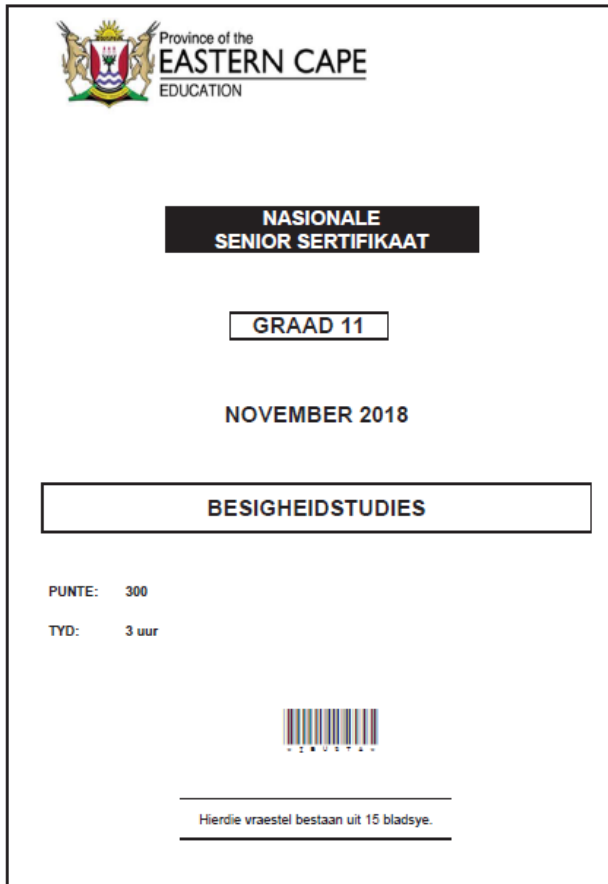 Province of the
EASTERN CAPE
EDUCATION
NASIONALE
SENIOR SERTIFIKAAT
GRAAD 11
NOVEMBER 2018
BESIGHEIDSTUDIES
PUNTE: 300
TYD: 3 uur
Hierdie vraestel bestaan uit 15 bladsye.